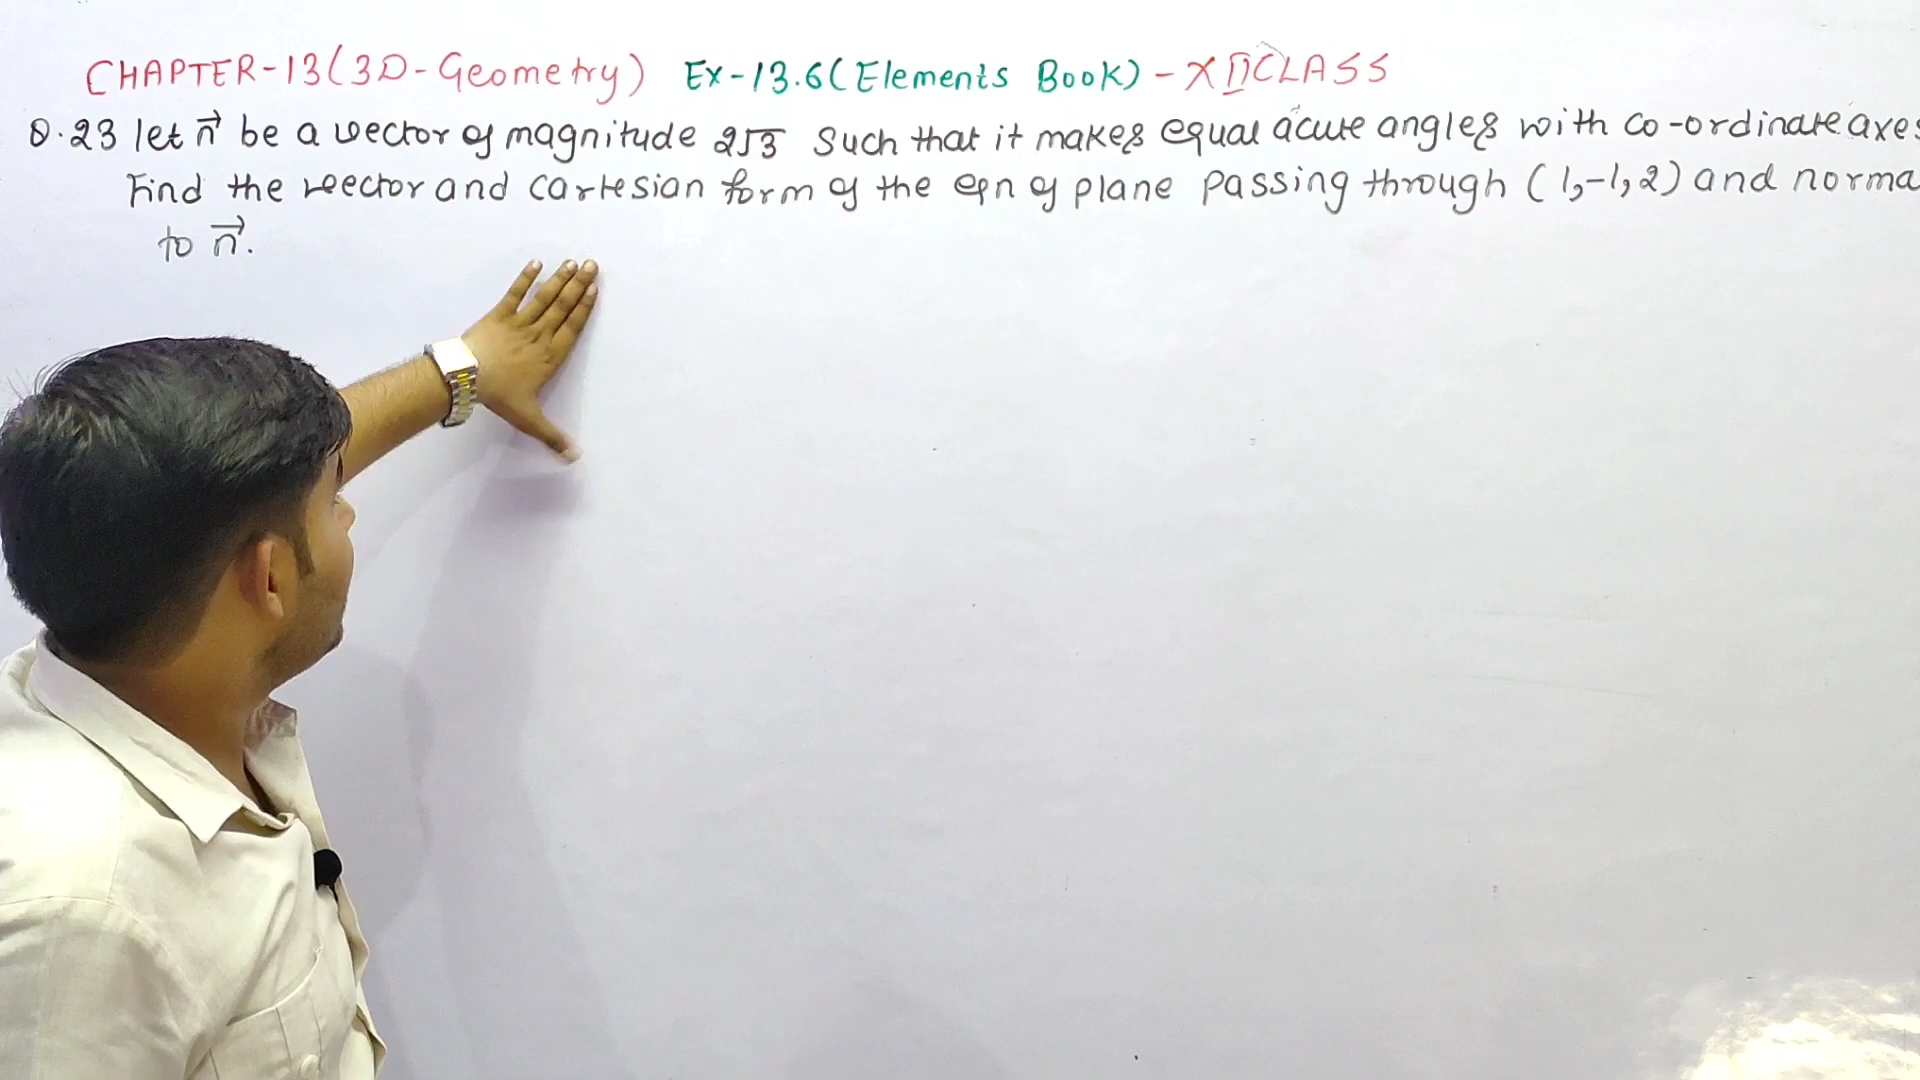 CHAPTER-13(3D-Geometry) Ex-13.6(Elements Book) - XIICLASS
Q.23 let n⃗ be a vector of magnitude 2√3 Such that it makes equal acute angles with co-ordinate axes
Find the vector and cartesian form of the eqn of plane passing through (1,-1,2) and norma
to n⃗.